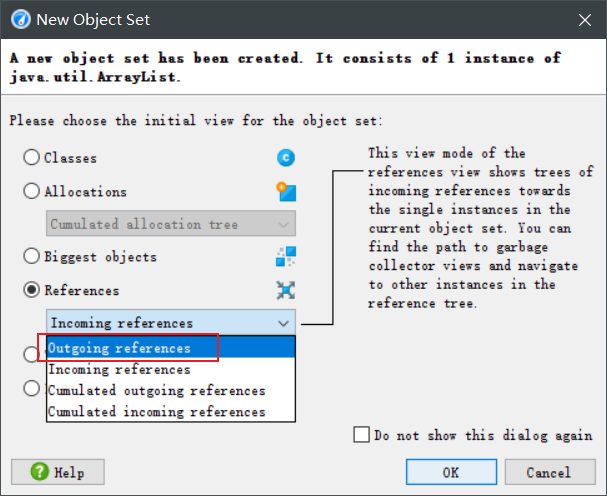 New Object Set
A new object set has been created. It consists of 1 instance of
java.util.ArrayList.
Please choose the initial view for the object set:
Classes
Allocations
Cumulated allocation tree
Biggest objects
References
Incoming references
Outgoing references
Incoming references
Cumulated outgoing references
Cumulated incoming references
This view mode of the
references view shows trees of
incoming references towards
the single instances in the
current object set. You can
find the path to garbage
collector views and navigate
to other instances in the
reference tree.
Do not show this dialog again
Help
OK
Cancel